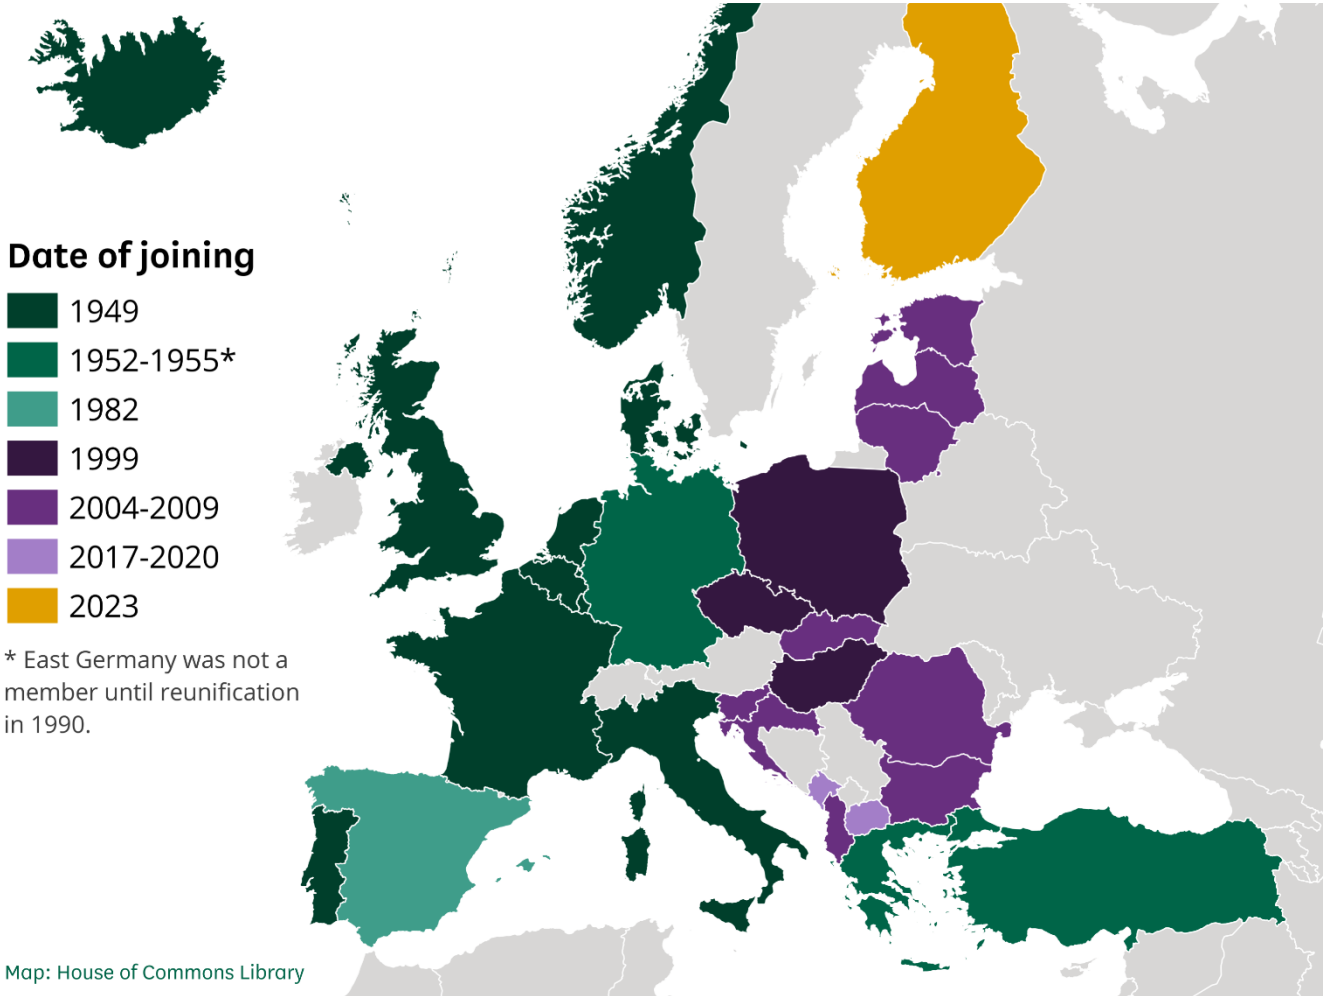 Date of joining
1949
1952-1955*
1982
1999
2004-2009
2017-2020
2023
* East Germany was not a
member until reunification
in 1990.
Map: House of Commons Library